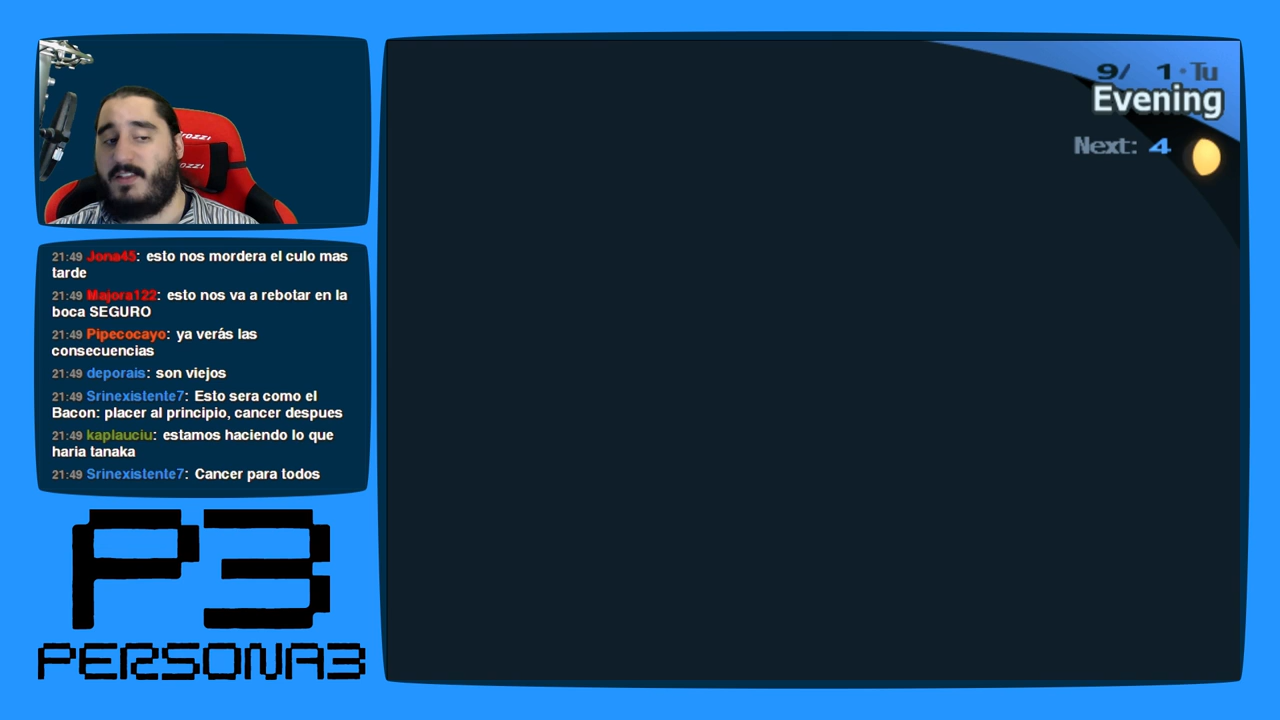 9/ 1·Tu
Evening
Next: 4
ROZZI
ROZZI
21:49 Jona45: esto nos mordera el culo mas
tarde
21:49 Majora122: esto nos va a rebotar en la
boca SEGURO
21:49 Pipecocayo: ya verás las
consecuencias
21:49 deporais: son viejos
21:49 Srinexistente7: Esto sera como el
Bacon: placer al principio, cancer despues
21:49 kaplauciu: estamos haciendo lo que
haria tanaka
21:49 Srinexistente7: Cancer para todos
P3
PERSONA3